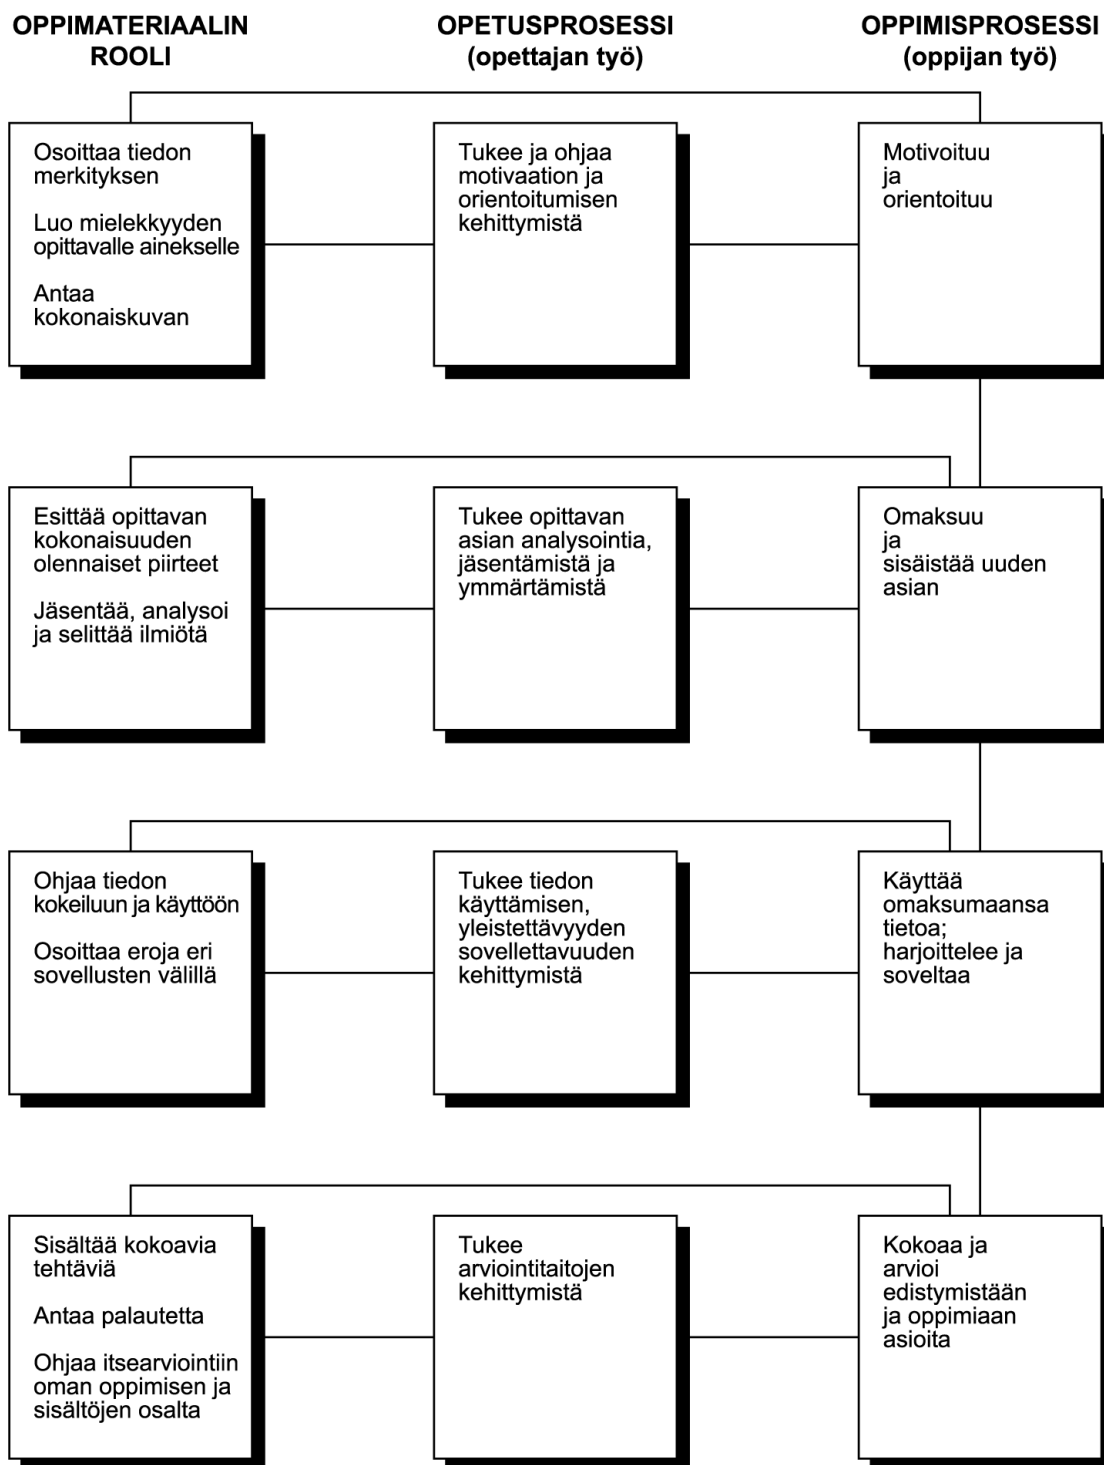 OPPIMATERIAALIN
ROOLI
OPETUSPROSESSI
(opettajan työ)
OPPIMISPROSESSI
(oppijan työ)
Osoittaa tiedon
merkityksen
Luo mielekkyyden
opittavalle ainekselle
Antaa
kokonaiskuvan
Tukee ja ohjaa
motivaation ja
orientoitumisen
kehittymistä
Motivoituu
ja
orientoituu
Esittää opittavan
kokonaisuuden
olennaiset piirteet
Jäsentää, analysoi
ja selittää ilmiötä
Tukee opittavan
asian analysointia,
jäsentämistä ja
ymmärtämistä
Omaksuu
ja
sisäistää uuden
asian
Ohjaa tiedon
kokeiluun ja käyttöön
Osoittaa eroja eri
sovellusten välillä
Tukee tiedon
käyttämisen,
yleistettävyyden
sovellettavuuden
kehittymistä
Käyttää
omaksumaansa
tietoa;
harjoittelee ja
soveltaa
Sisältää kokoavia
tehtäviä
Antaa palautetta
Ohjaa itsearviointiin
oman oppimisen ja
sisältöjen osalta
Tukee
arviointitaitojen
kehittymistä
Kokoaa ja
arvioi
edistymistään
ja oppimiaan
asioita